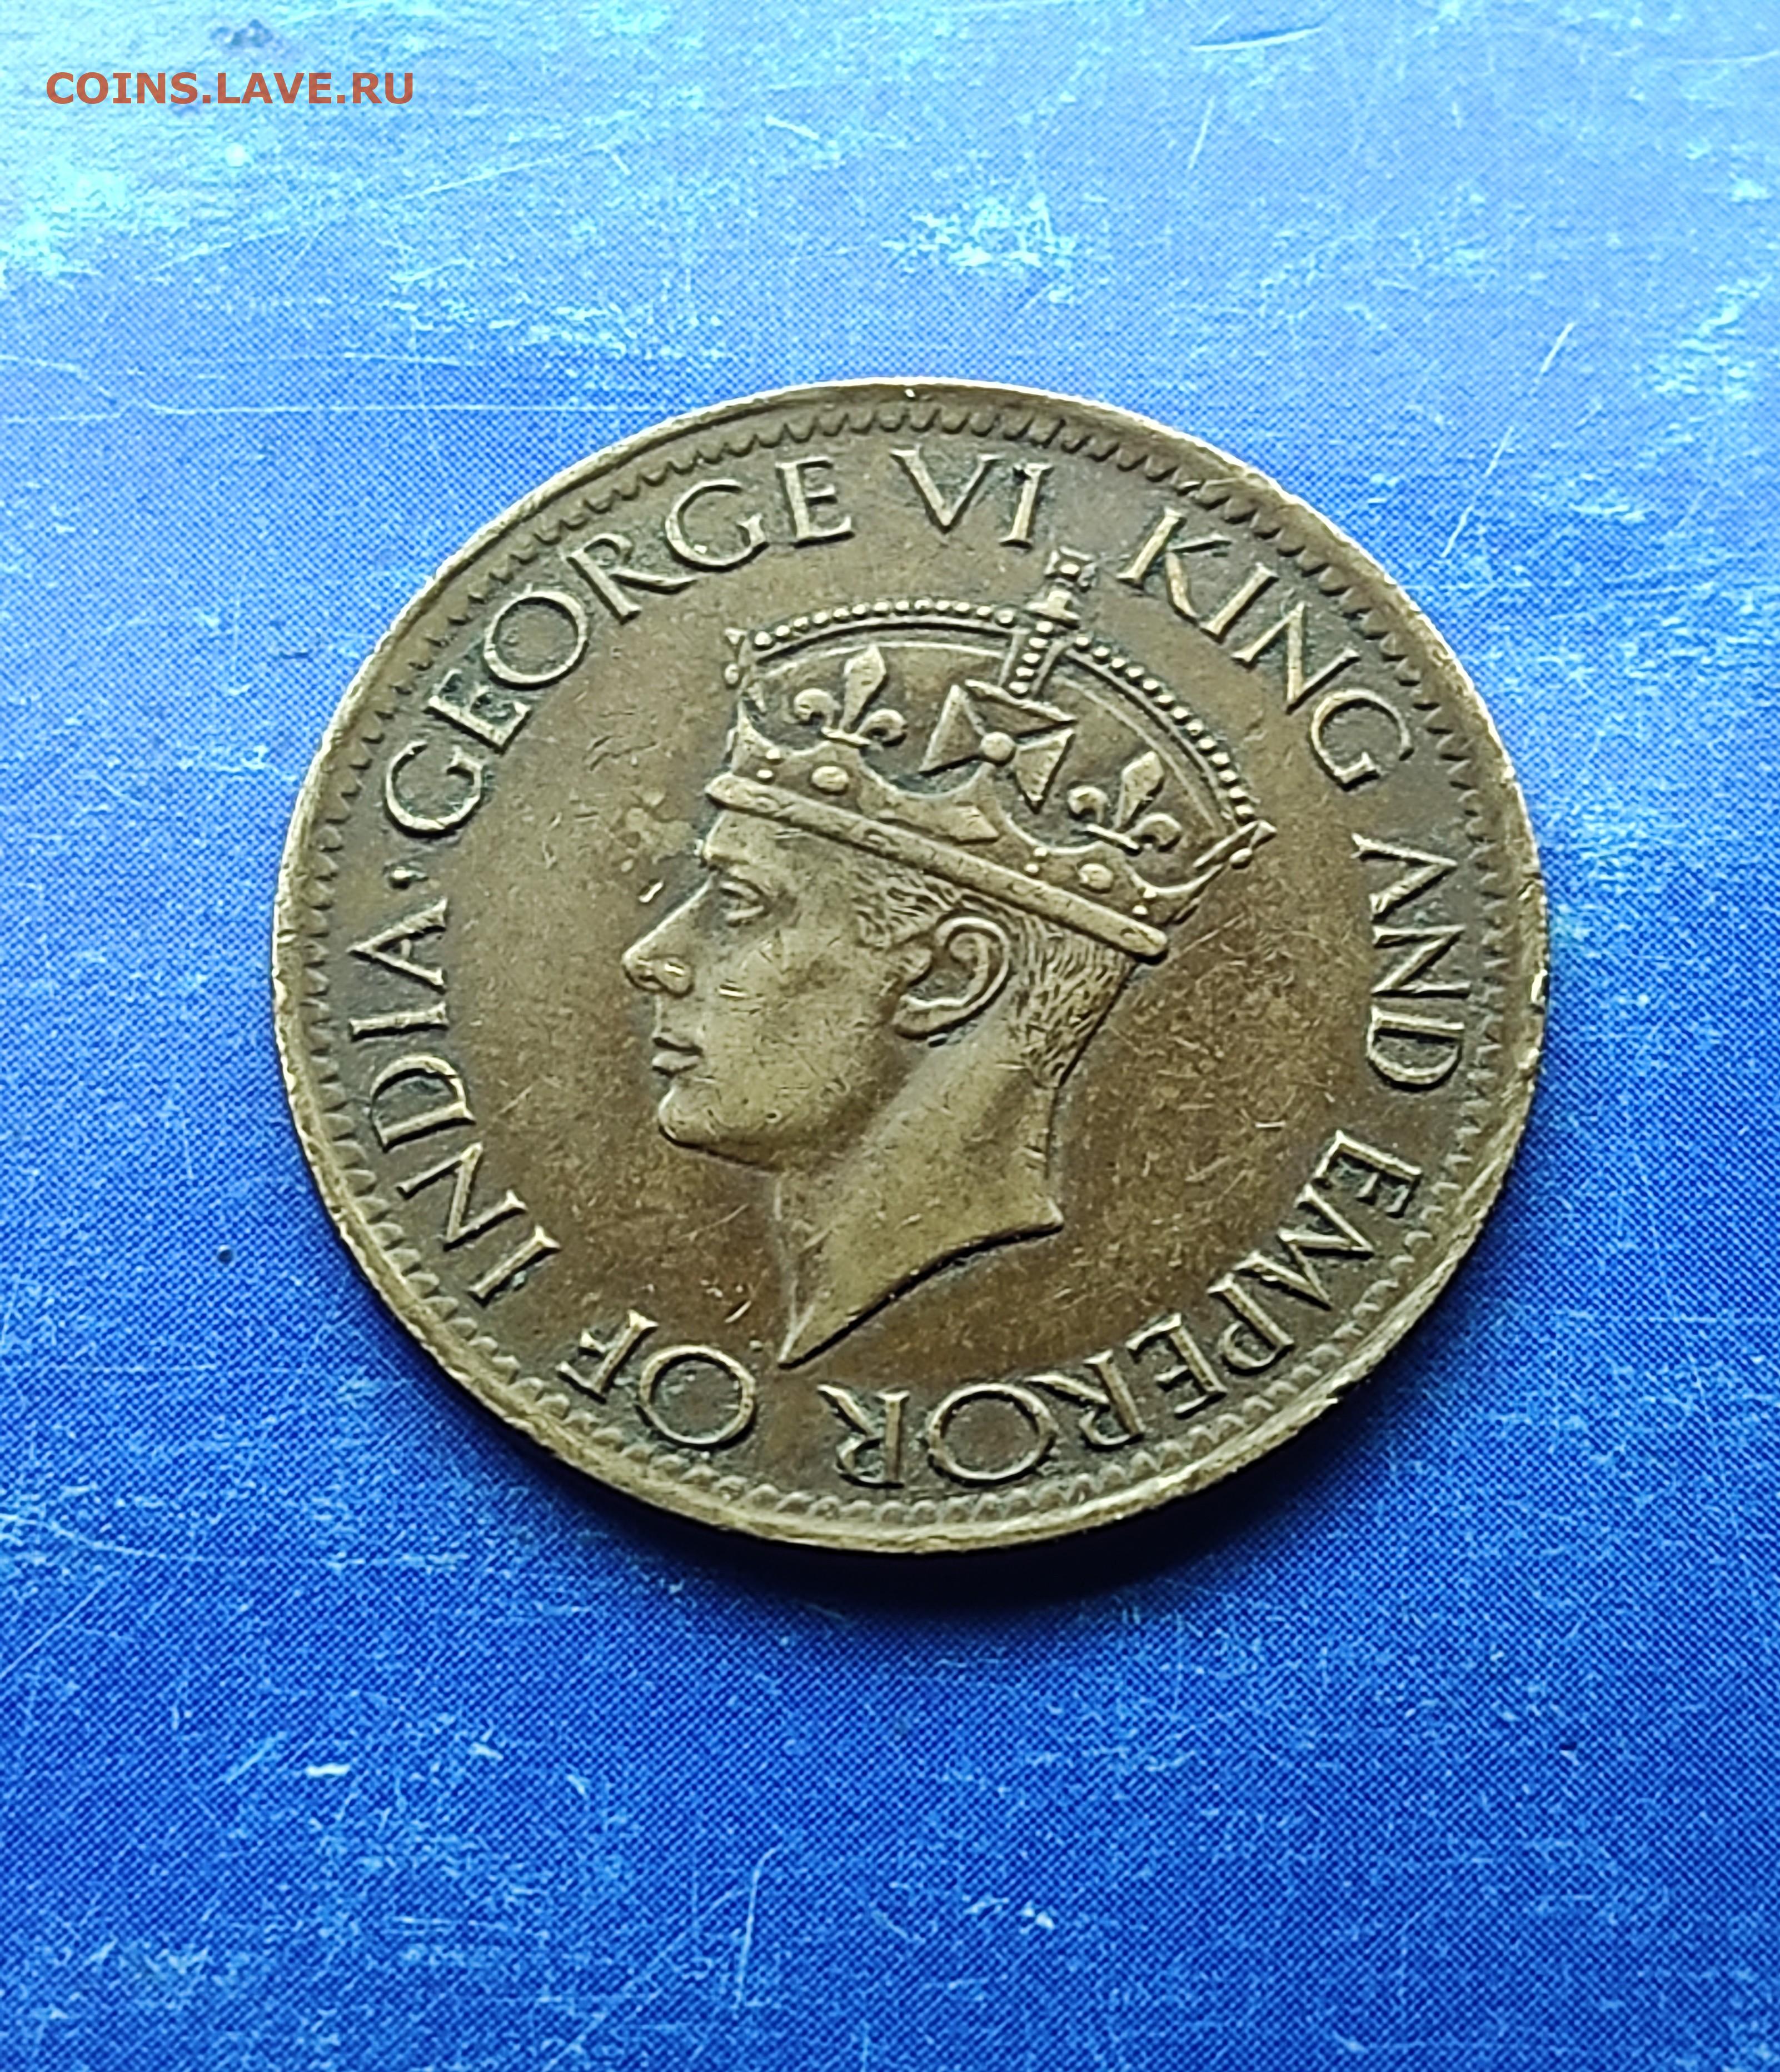 COINS.LAVE.RU
GEORGE VI KING AND EMPEROR OF INDIA ·